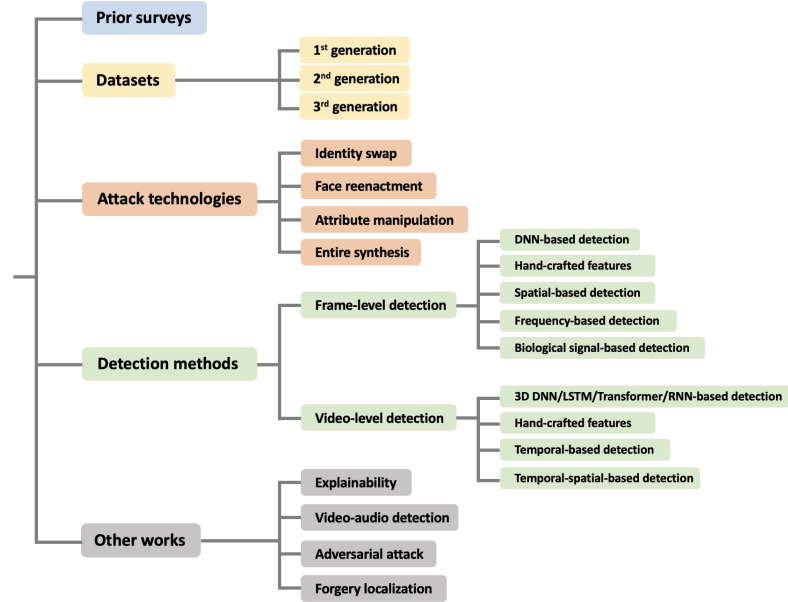 Prior surveys
Datasets
1st generation
2nd generation
3rd generation
Attack technologies
Identity swap
Face reenactment
Attribute manipulation
Entire synthesis
Detection methods
Frame-level detection
DNN-based detection
Hand-crafted features
Spatial-based detection
Frequency-based detection
Biological signal-based detection
Video-level detection
3D DNN/LSTM/Transformer/RNN-based detection
Hand-crafted features
Temporal-based detection
Temporal-spatial-based detection
Other works
Explainability
Video-audio detection
Adversarial attack
Forgery localization